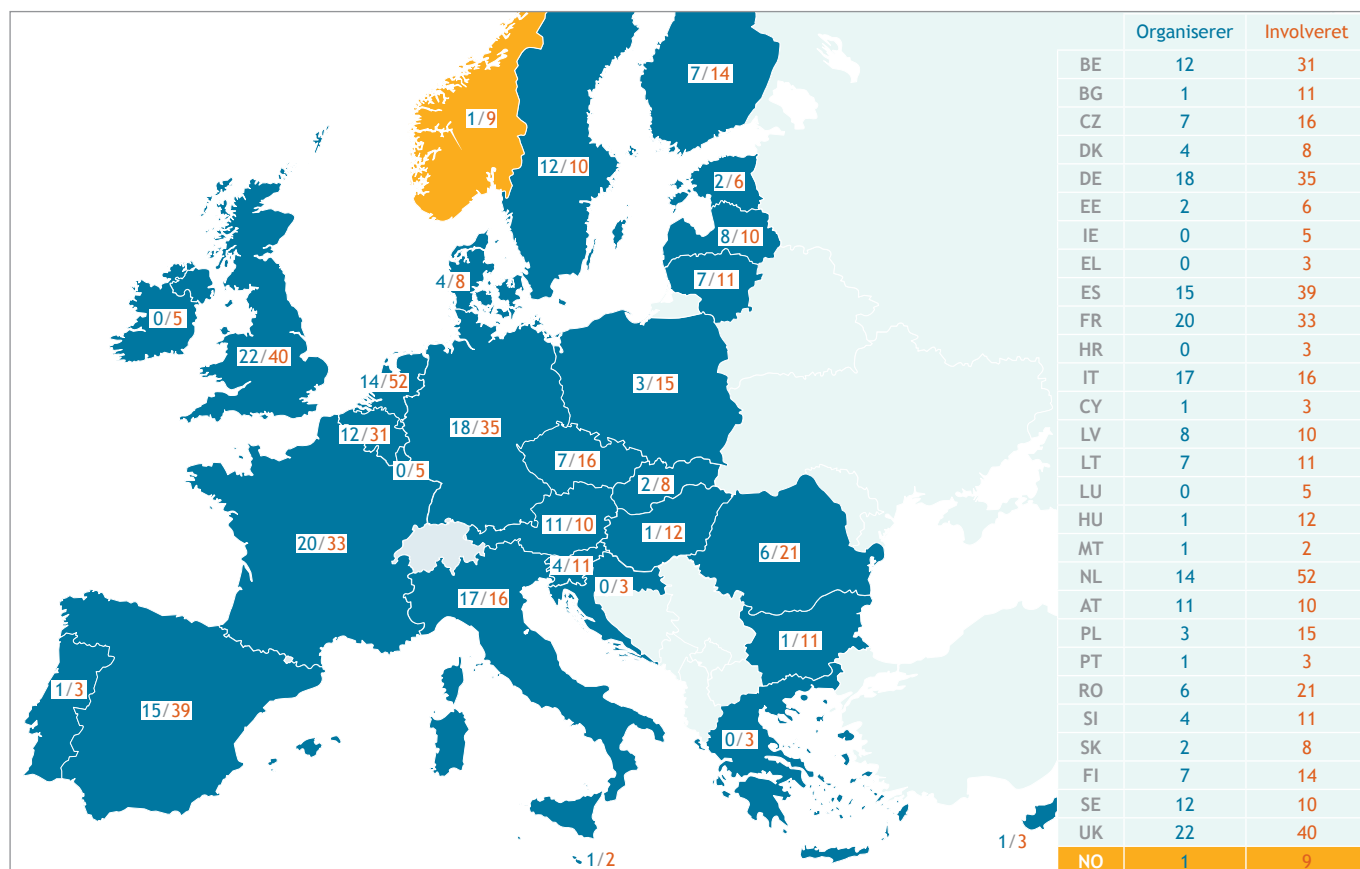 7/14
1/9
12/10
2/6
8/10
7/11
4/8
0/5
22/40
14/52
3/15
12/31
18/35
0/5
7/16
2/8
11/10
1/12
20/33
6/21
4/11
0/3
17/16
1/11
1/3
15/39
0/3
1/3
1/2
Organiserer Involveret
BE 12 31
BG 1 11
CZ 7 16
DK 4 8
DE 18 35
EE 2 6
IE 0 5
EL 0 3
ES 15 39
FR 20 33
HR 0 3
IT 17 16
CY 1 3
LV 8 10
LT 7 11
LU 0 5
HU 1 12
MT 1 2
NL 14 52
AT 11 10
PL 3 15
PT 1 3
RO 6 21
SI 4 11
SK 2 8
FI 7 14
SE 12 10
UK 22 40
NO 1 9